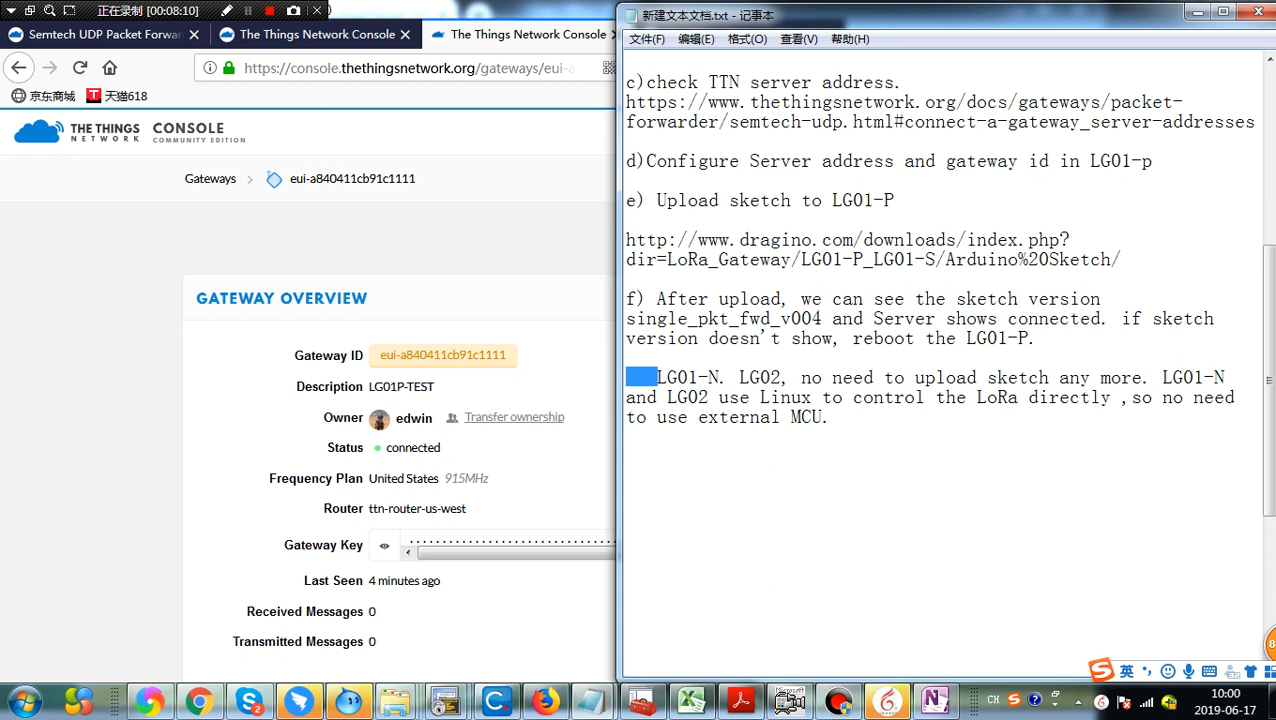 正在录制 [00:08:10]
Semtech UDP Packet Forwar
The Things Network Console
The Things Network Console
https://console.thethingsnetwork.org/gateways/eui-a
京东商城
T 天猫618
THE THINGS NETWORK
CONSOLE
COMMUNITY EDITION
Gateways
eui-a840411cb91c1111
GATEWAY OVERVIEW
Gateway ID eui-a840411cb91c1111
Description LG01P-TEST
Owner edwin Transfer ownership
Status connected
Frequency Plan United States 915MHz
Router ttn-router-us-west
Gateway Key
Last Seen 4 minutes ago
Received Messages 0
Transmitted Messages 0
新建文本文档.txt - 记事本
文件(F) 编辑(E) 格式(O) 查看(V) 帮助(H)
c)check TTN server address.
https://www.thethingsnetwork.org/docs/gateways/packet-
forwarder/semtech-udp.html#connect-a-gateway_server-addresses
d)Configure Server address and gateway id in LG01-p
e) Upload sketch to LG01-P
http://www.dragino.com/downloads/index.php?
dir=LoRa_Gateway/LG01-P_LG01-S/Arduino%20Sketch/
f) After upload, we can see the sketch version
single_pkt_fwd_v004 and Server shows connected. if sketch
version doesn't show, reboot the LG01-P.
LG01-N. LG02, no need to upload sketch any more. LG01-N
and LG02 use Linux to control the LoRa directly ,so no need
to use external MCU.
英
CH
10:00
2019-06-17